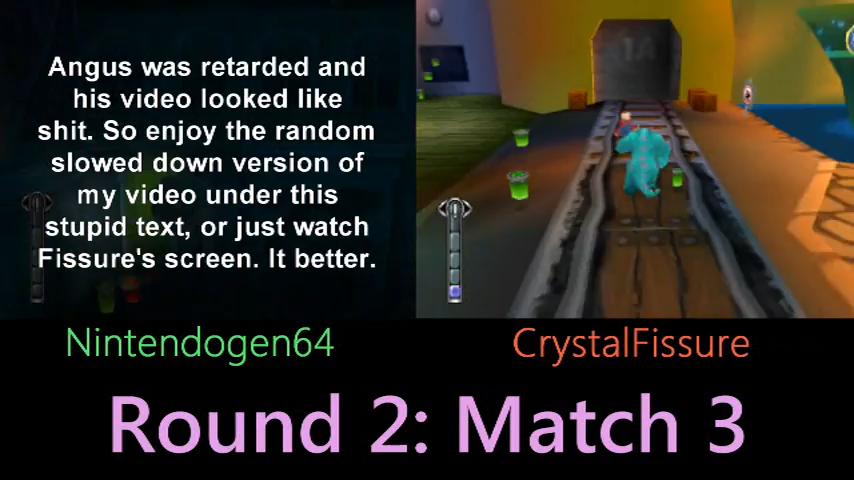 Angus was retarded and
his video looked like
shit. So enjoy the random
slowed down version of
my video under this
stupid text, or just watch
Fissure's screen. It better.
1A
Nintendogen64
CrystalFissure
Round 2: Match 3